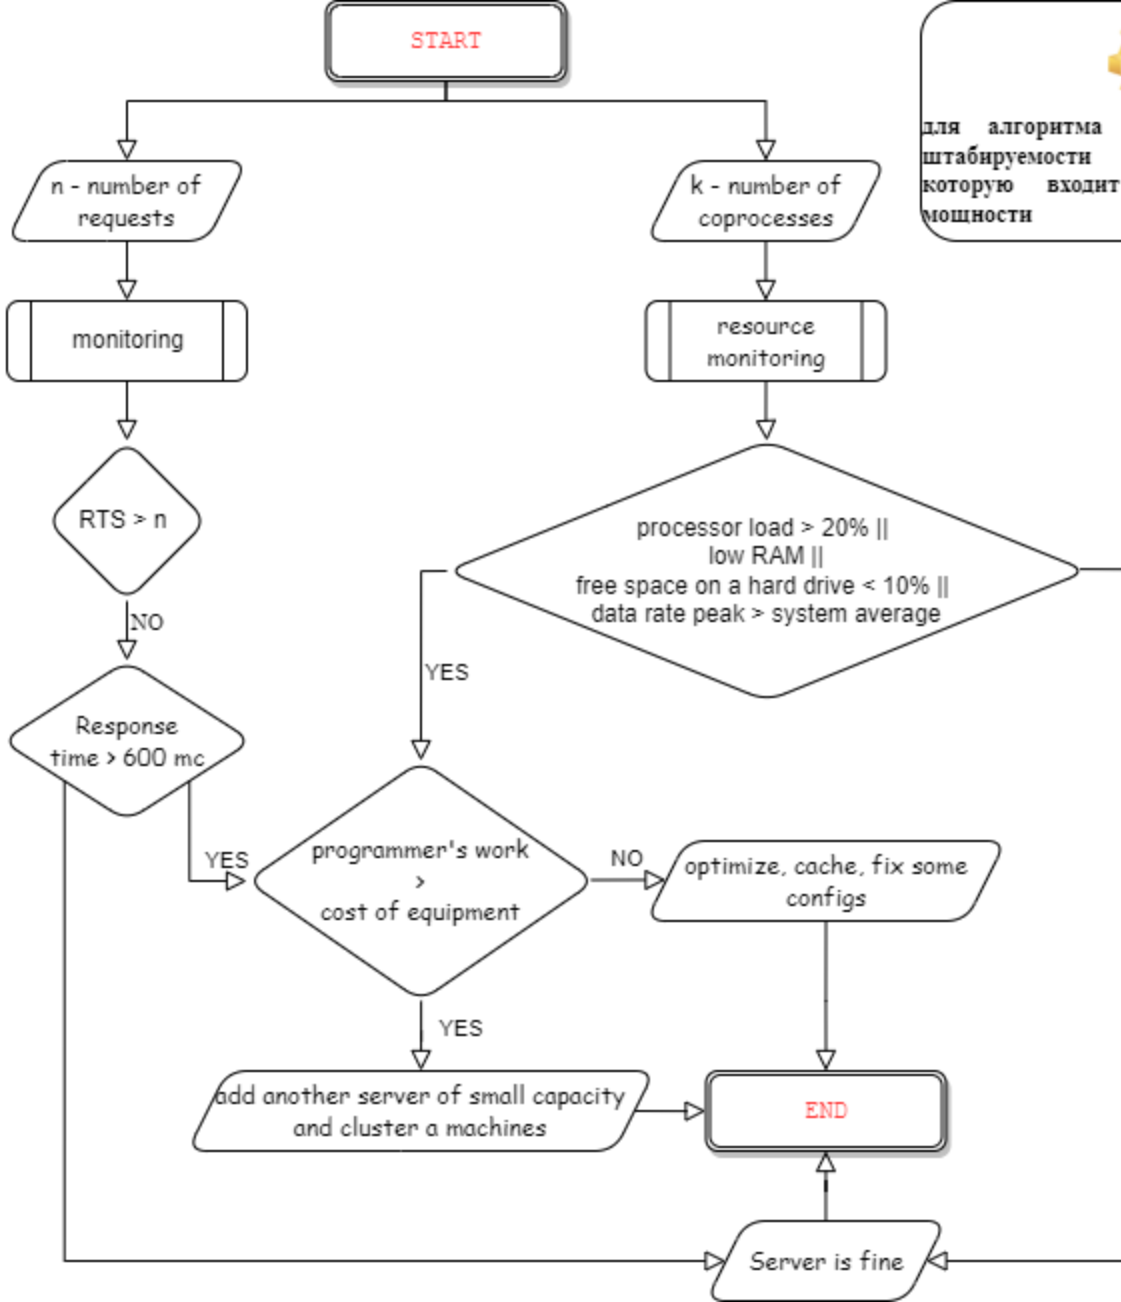 START
для алгоритма
штабируемости
которую входит
мощности
n - number of
requests
k - number of
coprocesses
monitoring
resource
monitoring
RTS > n
processor load > 20% ||
low RAM ||
free space on a hard drive < 10% ||
data rate peak > system average
NO
YES
Response
time > 600 mc
YES
programmer's work
>
cost of equipment
NO
optimize, cache, fix some
configs
YES
add another server of small capacity
and cluster a machines
END
Server is fine